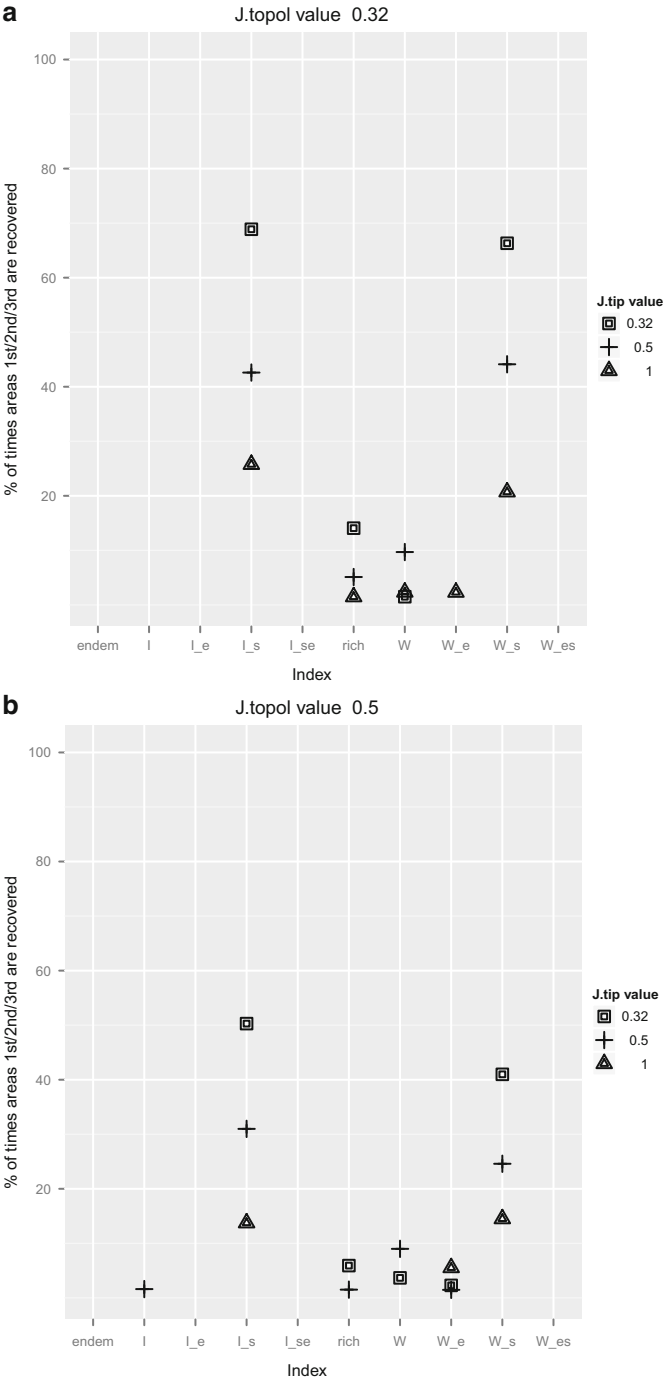 a
J.topol value 0.32
% of times areas 1st/2nd/3rd are recovered
100
80
60
40
20
endem I I_e I_s I_se rich W W_e W_s W_es
Index
J.tip value
0.32
0.5
1
b
J.topol value 0.5
% of times areas 1st/2nd/3rd are recovered
100
80
60
40
20
endem I I_e I_s I_se rich W W_e W_s W_es
Index
J.tip value
0.32
0.5
1